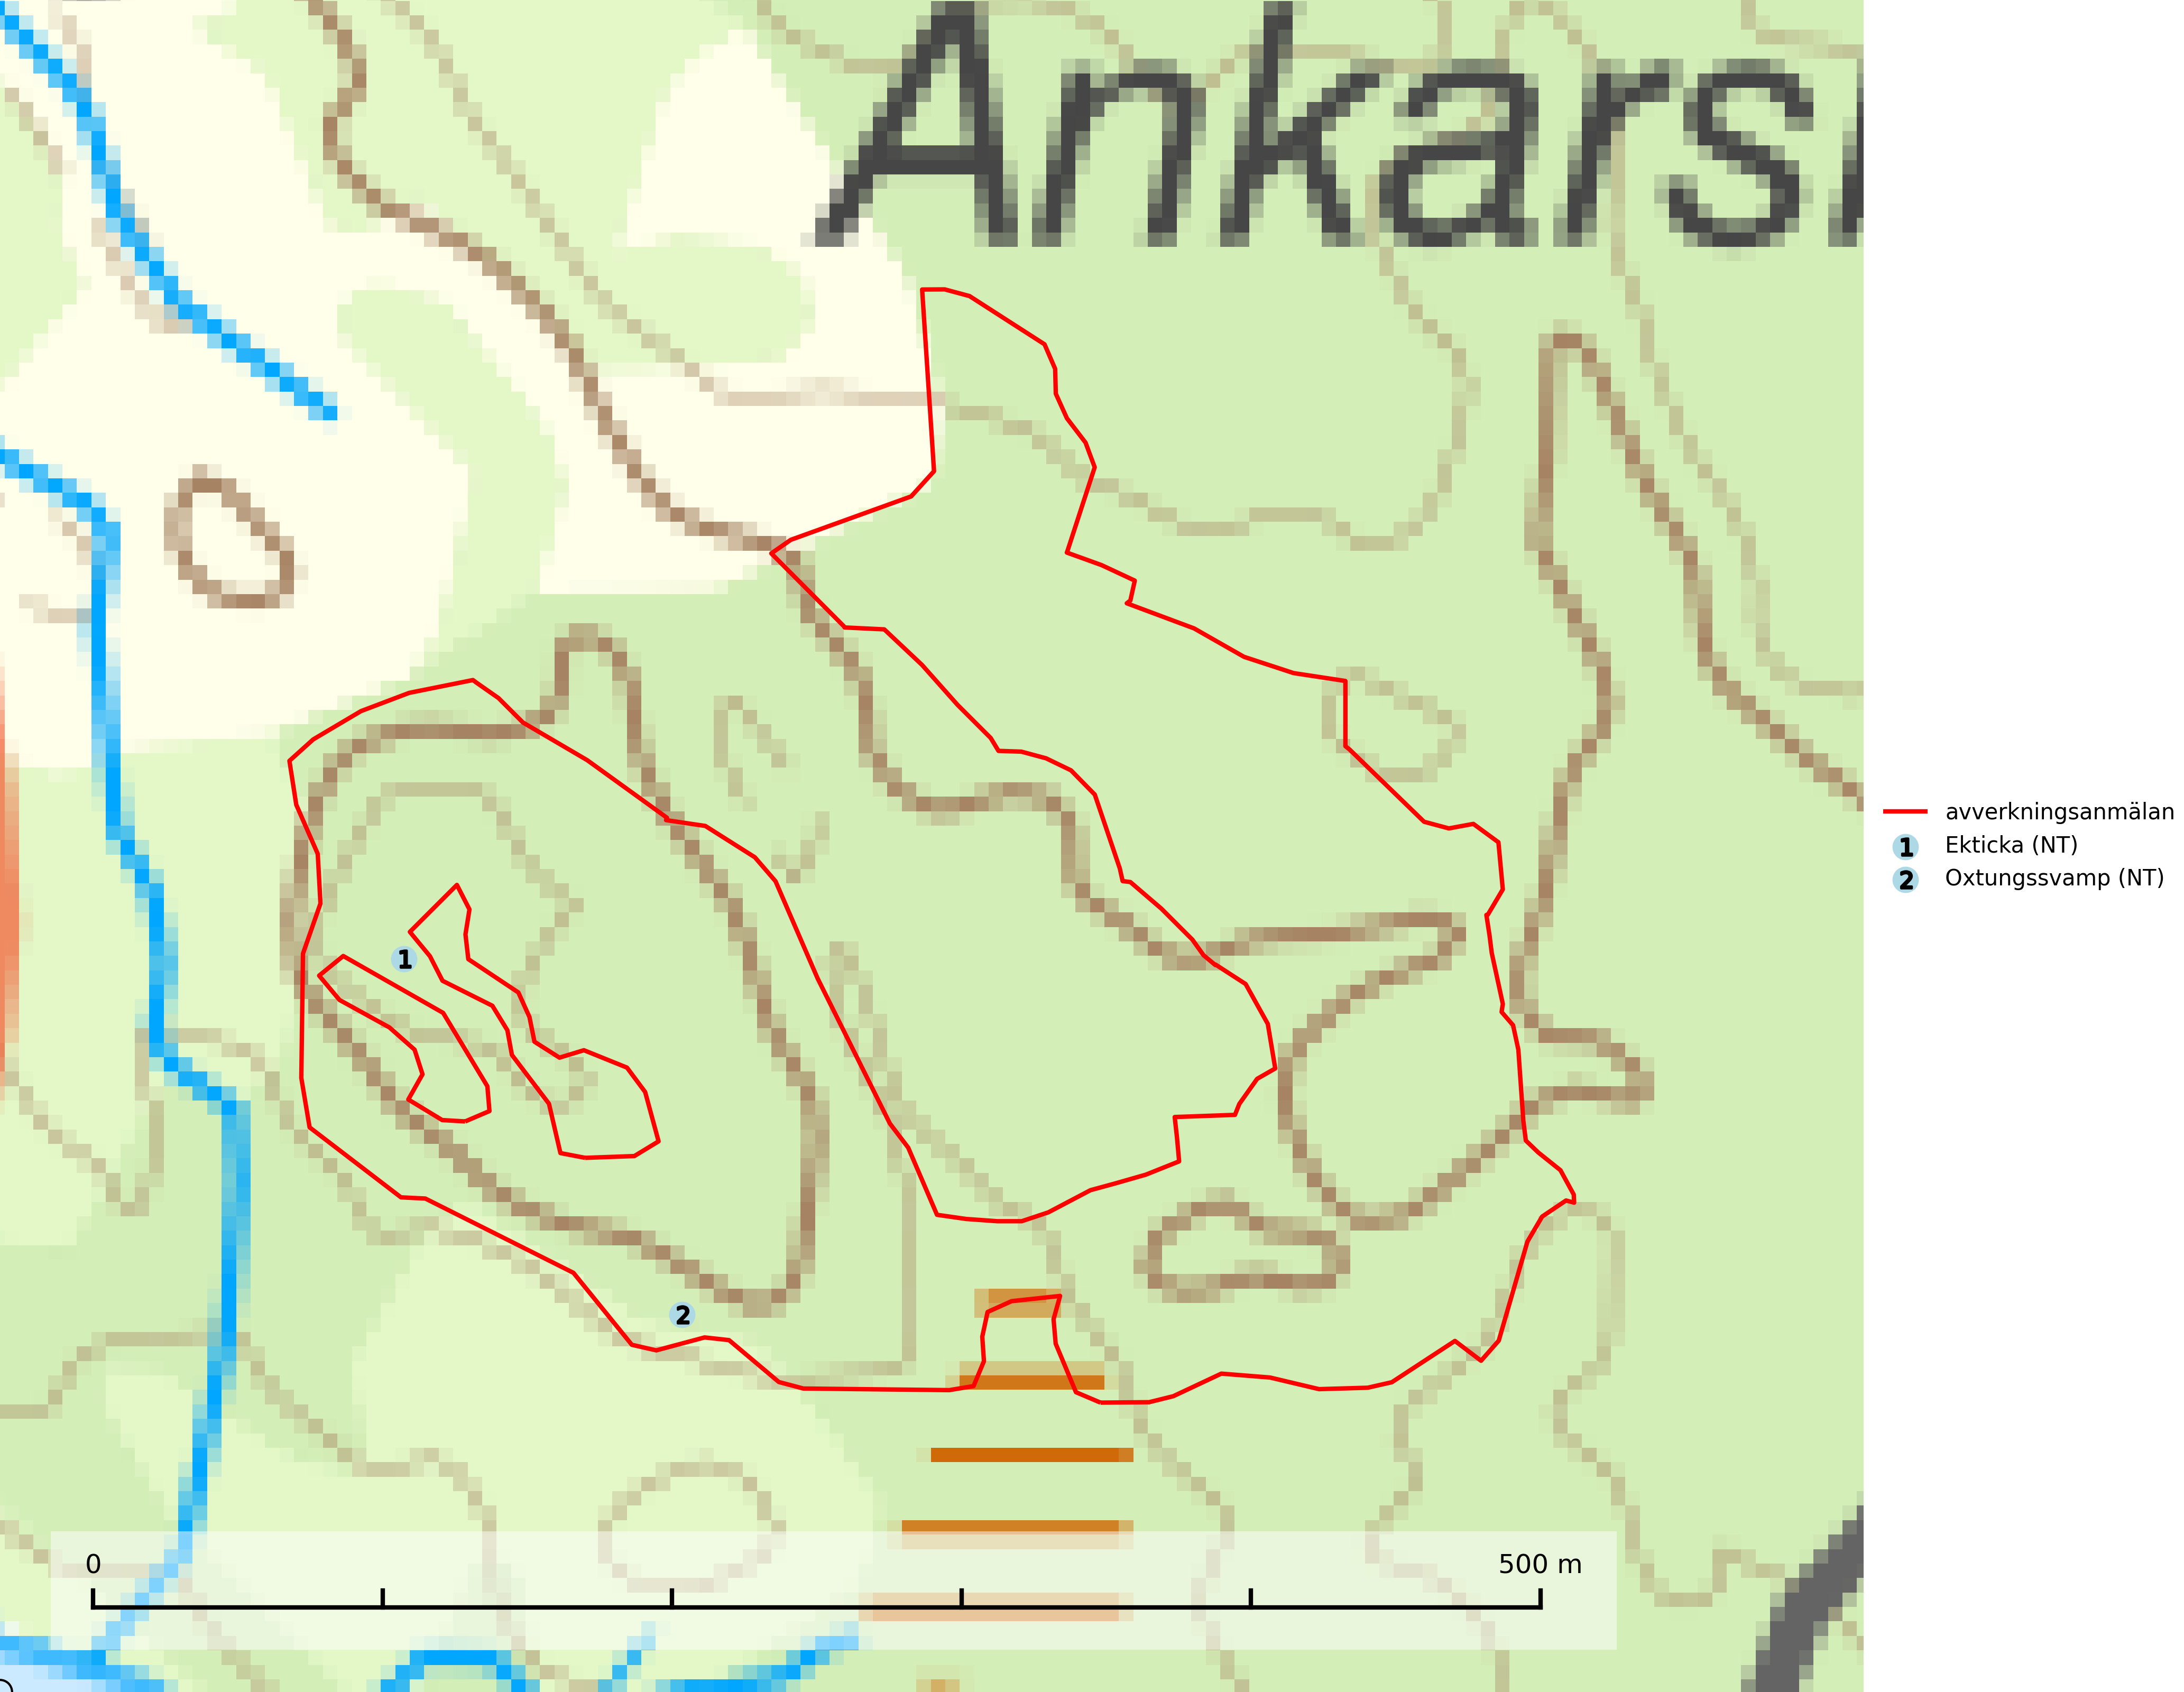 Ankars
avverkningsanmälan
1 Ekticka (NT)
2 Oxtungssvamp (NT)
1
2
0 500 m